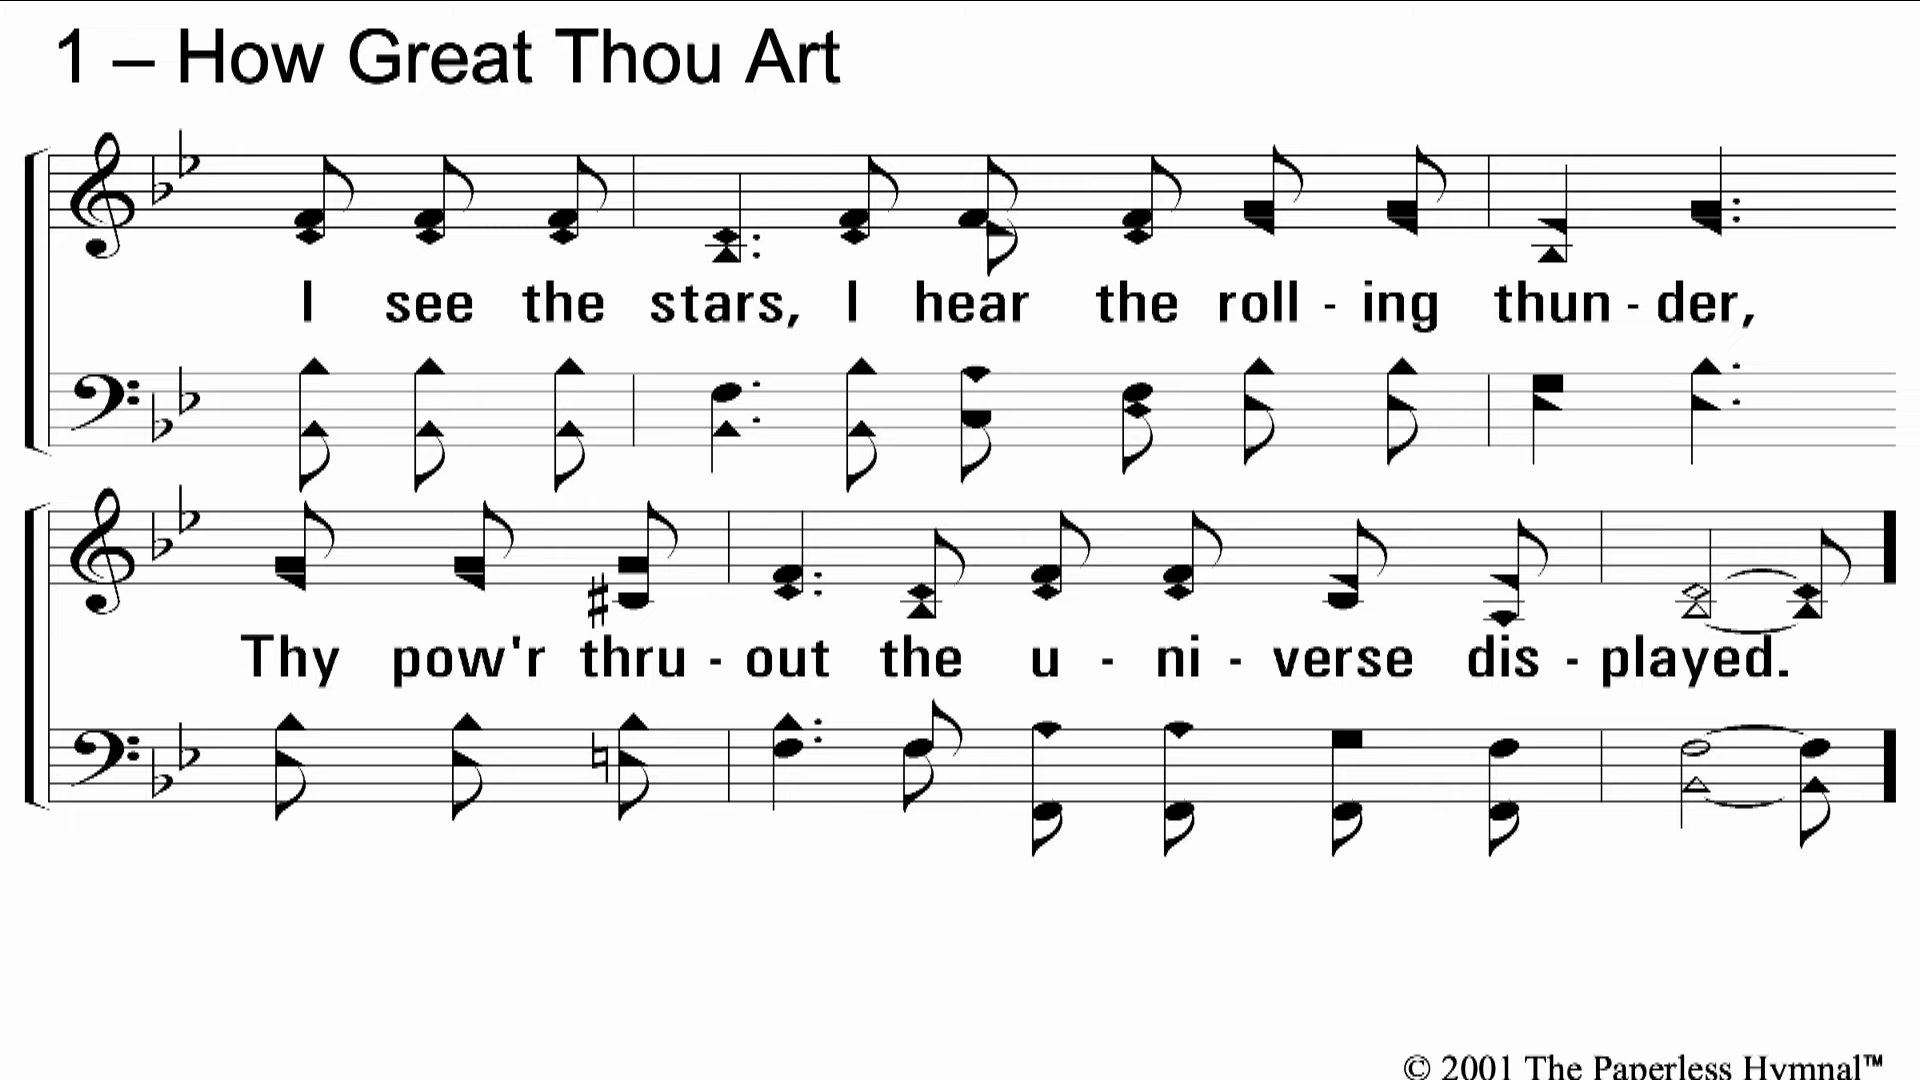 1 – How Great Thou Art
I see the stars, I hear the roll - ing thun - der,
Thy pow'r thru - out the u - ni - verse dis - played.
© 2001 The Paperless Hymnal™